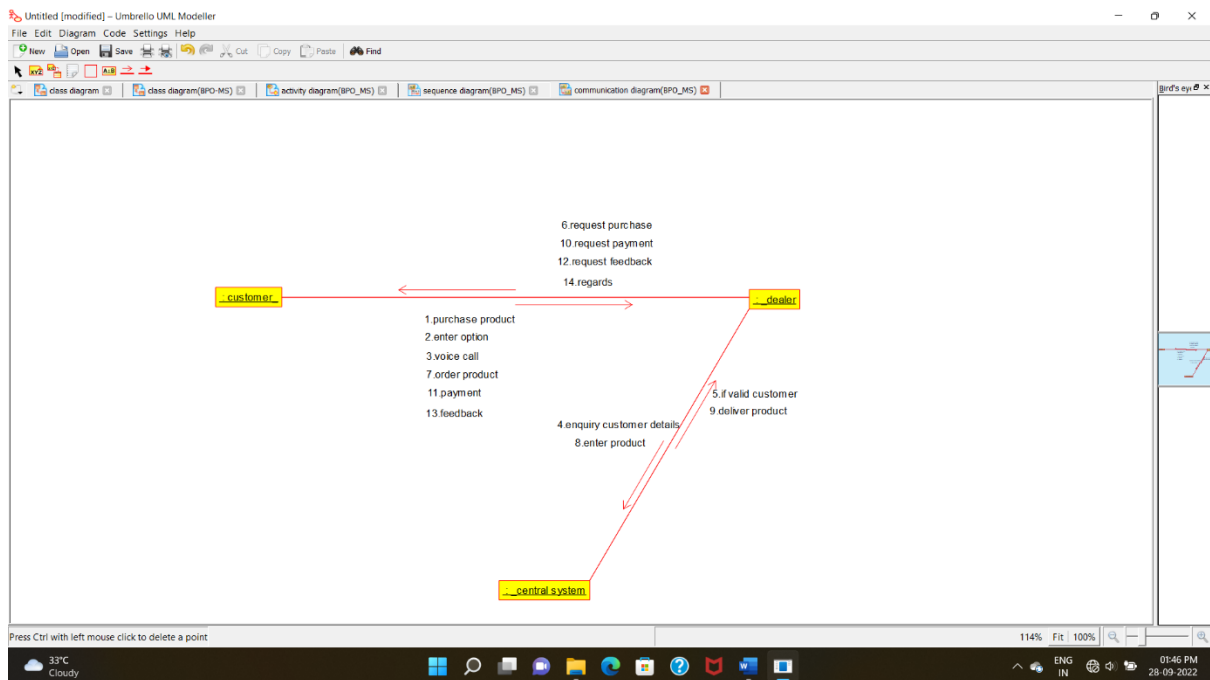 Untitled [modified] – Umbrello UML Modeller
File Edit Diagram Code Settings Help
New Open Save Cut Copy Paste Find
class diagram class diagram(BPO-MS) activity diagram(BPO_MS) sequence diagram(BPO_MS) communication diagram(BPO_MS)
Bird's eye
6.request purchase
10.request payment
12.request feedback
14.regards
: customer_
:_dealer
1.purchase product
2.enter option
3.voice call
7.order product
11.payment
13.feedback
5.if valid customer
9.deliver product
4.enquiry customer details
8.enter product
:_central system
Press Ctrl with left mouse click to delete a point
114% Fit 100%
33°C
Cloudy
ENG
IN
01:46 PM
28-09-2022